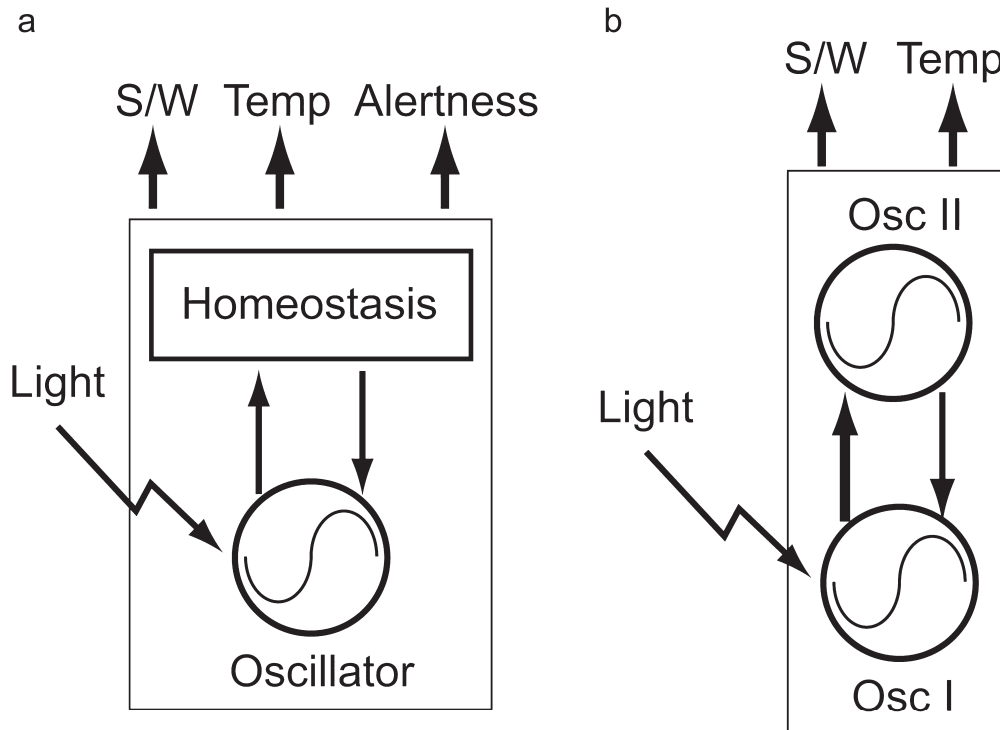 a
S/W Temp Alertness
Homeostasis
Light
Oscillator
b
S/W Temp
Osc II
Light
Osc I